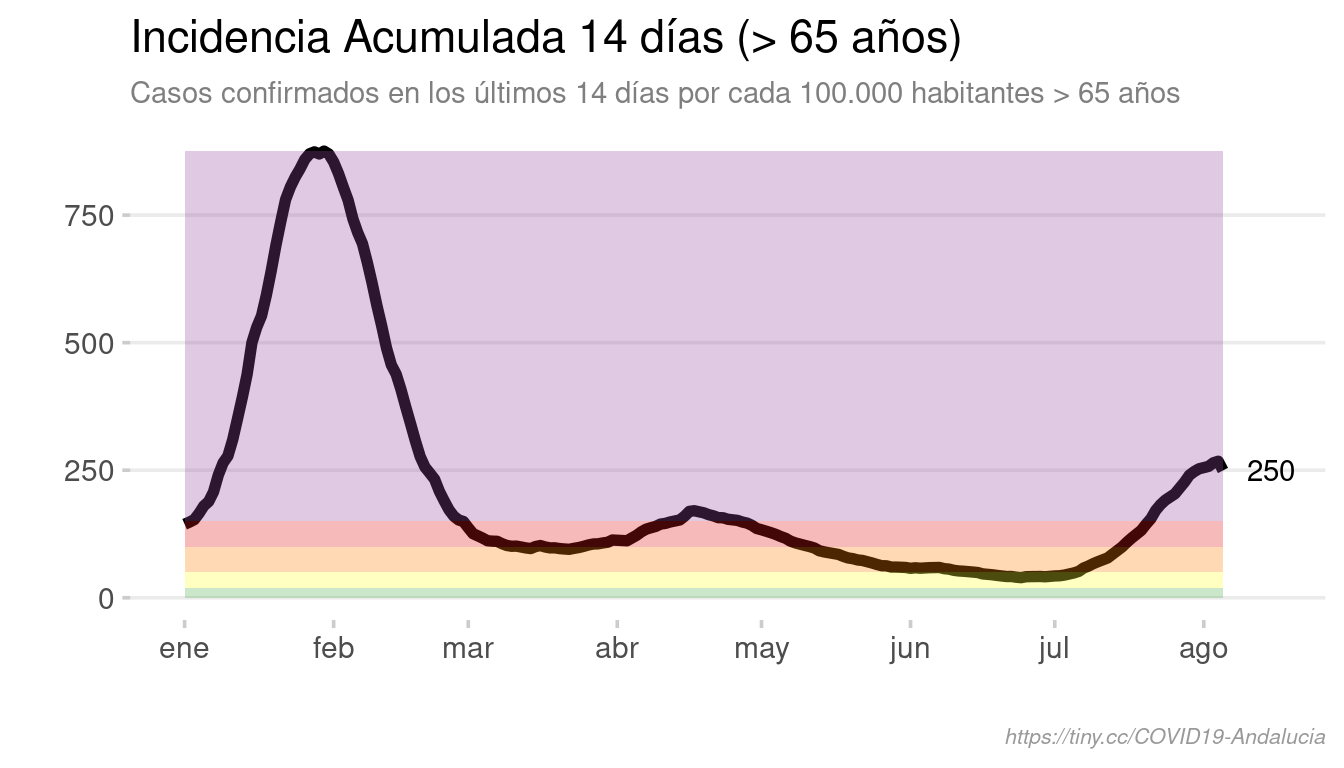 Incidencia Acumulada 14 días (> 65 años)
Casos confirmados en los últimos 14 días por cada 100.000 habitantes > 65 años
750
500
250
250
0
ene feb mar abr may jun jul ago
https://tiny.cc/COVID19-Andalucia